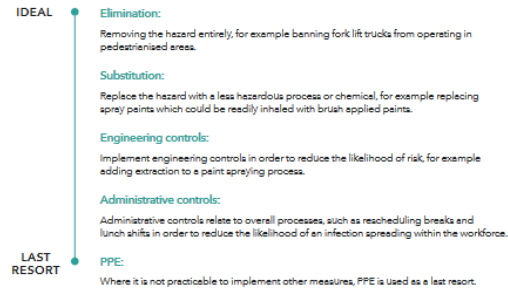 IDEAL
Elimination:
Removing the hazard entirely, for example banning fork lift trucks from operating in
pedestrianised areas.
Substitution:
Replace the hazard with a less hazardous process or chemical, for example replacing
spray paints which could be readily inhaled with brush applied paints.
Engineering controls:
Implement engineering controls in order to reduce the likelihood of risk, for example
adding extraction to a paint spraying process.
Administrative controls:
Administrative controls relate to overall processes, such as rescheduling breaks and
lunch shifts in order to reduce the likelihood of an infection spreading within the workforce.
LAST
RESORT
PPE:
Where it is not practicable to implement other measures, PPE is used as a last resort.